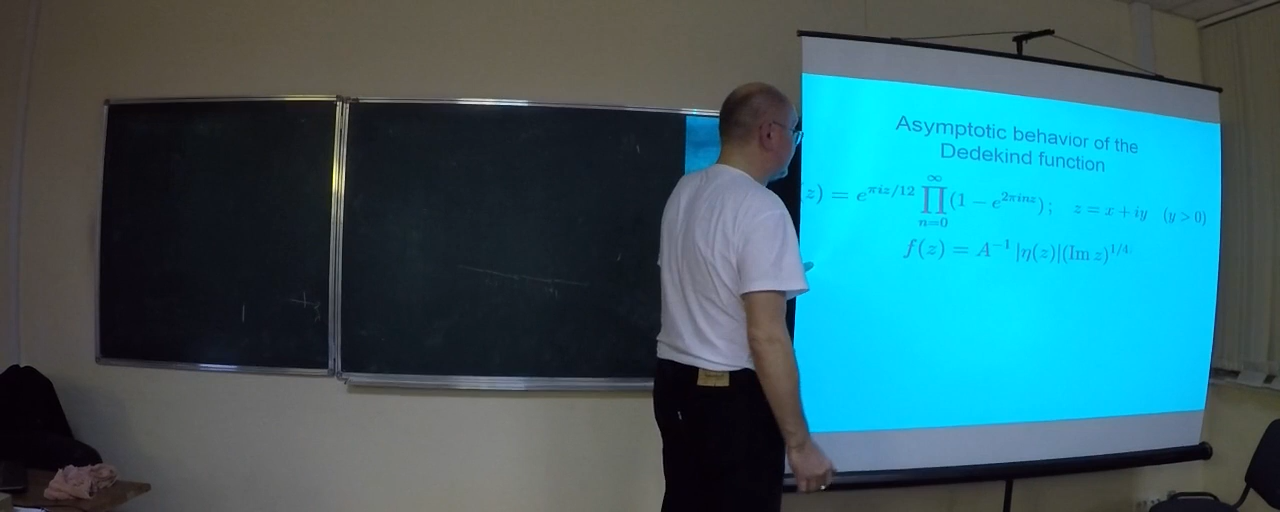 Asymptotic behavior of the
Dedekind function
(z) = e^{πiz/12} ∏_{n=0}^{∞} (1 − e^{2πinz}); z = x + iy (y > 0)
f(z) = A^{−1} |η(z)|(Im z)^{1/4}.